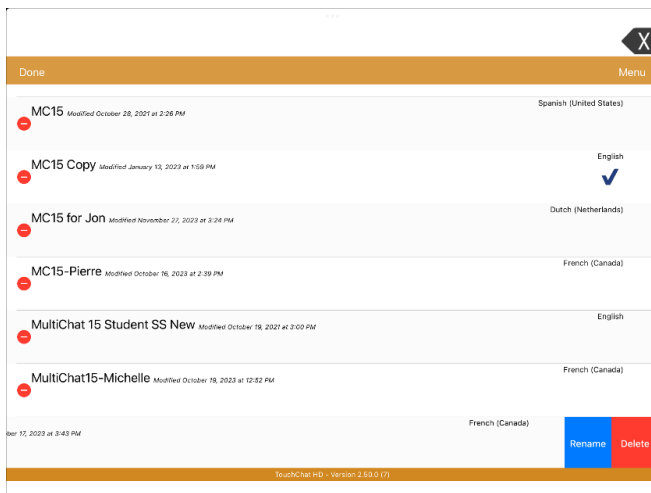 X
Done Menu
MC15 Modified October 28, 2021 at 2:26 PM Spanish (United States)
MC15 Copy Modified January 13, 2023 at 1:59 PM English
MC15 for Jon Modified November 27, 2023 at 3:24 PM Dutch (Netherlands)
MC15-Pierre Modified October 16, 2023 at 2:39 PM French (Canada)
MultiChat 15 Student SS New Modified October 19, 2021 at 3:00 PM English
MultiChat15-Michelle Modified October 19, 2023 at 12:52 PM French (Canada)
ber 17, 2023 at 3:43 PM French (Canada) Rename Delete
TouchChat HD - Version 2.50.0 (7)